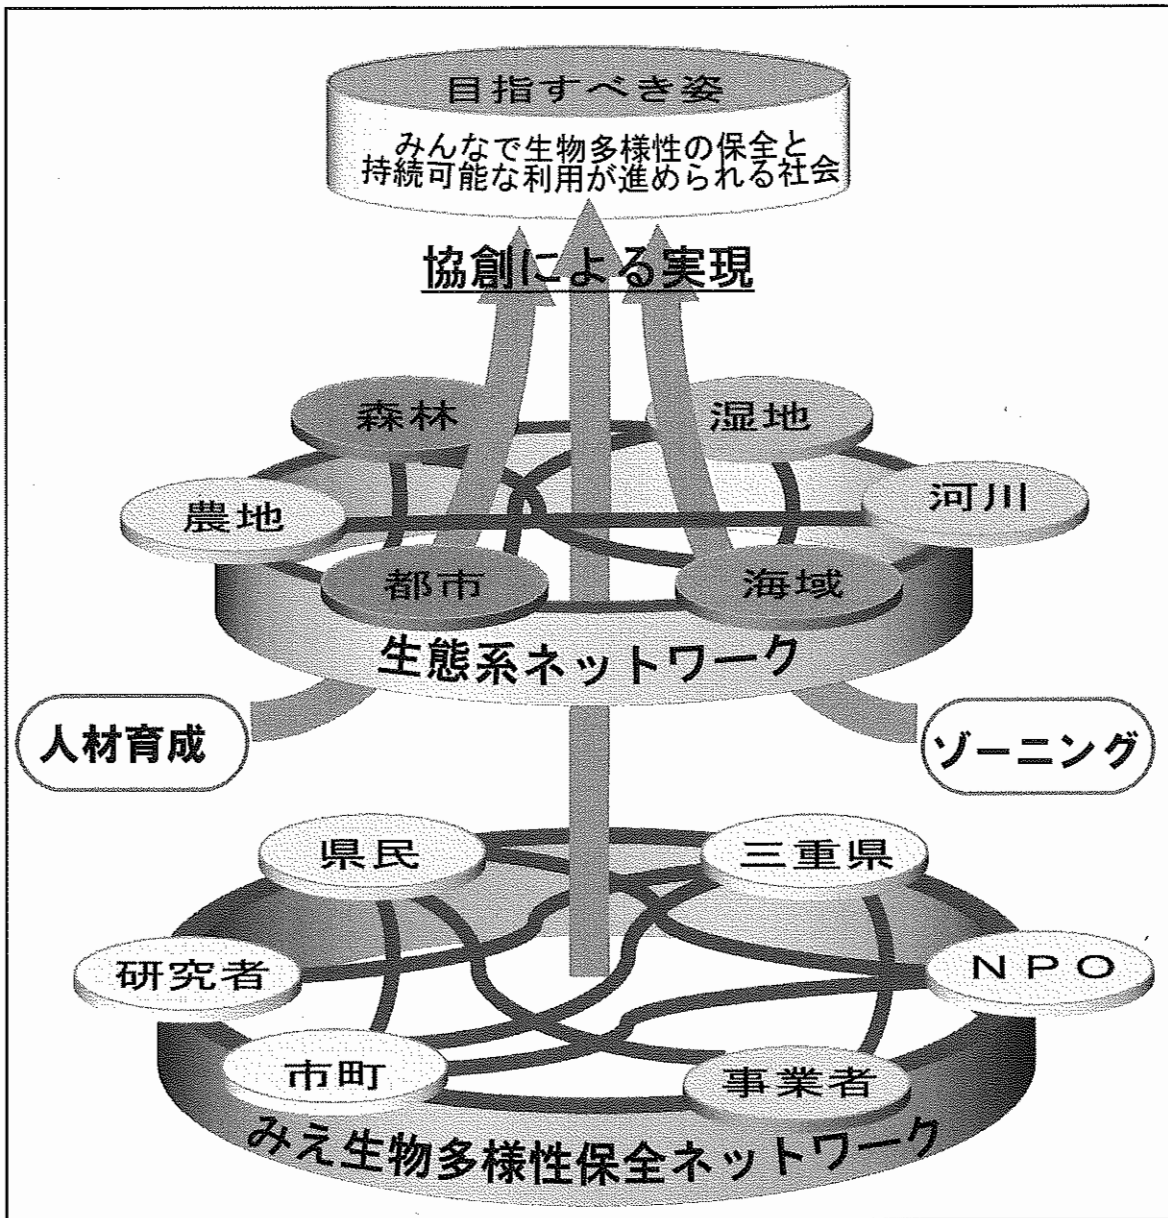 目指すべき姿
みんなで生物多様性の保全と
持続可能な利用が進められる社会
協創による実現
森林
湿地
農地
河川
都市
海域
生態系ネットワーク
人材育成
ゾーニング
県民
三重県
研究者
NPO
市町
事業者
みえ生物多様性保全ネットワーク